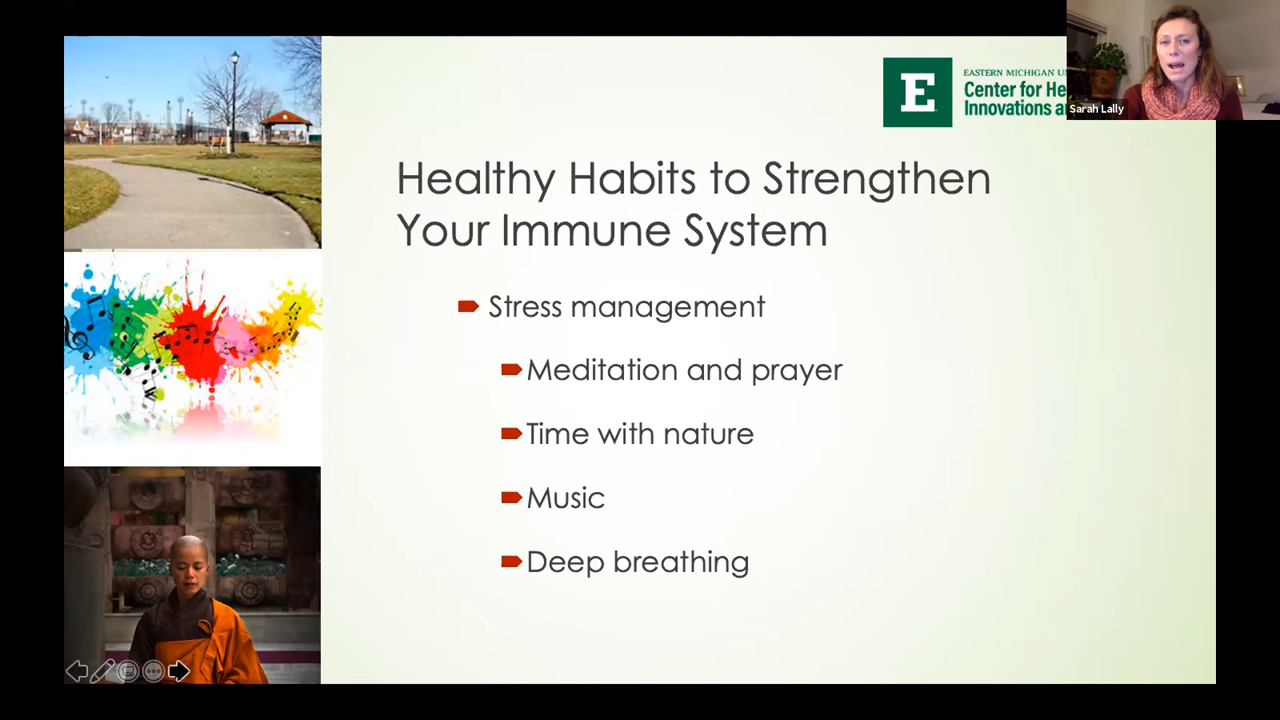 EASTERN MICHIGAN
Center for
Innovations
Sarah Lally
Healthy Habits to Strengthen
Your Immune System
Stress management
Meditation and prayer
Time with nature
Music
Deep breathing